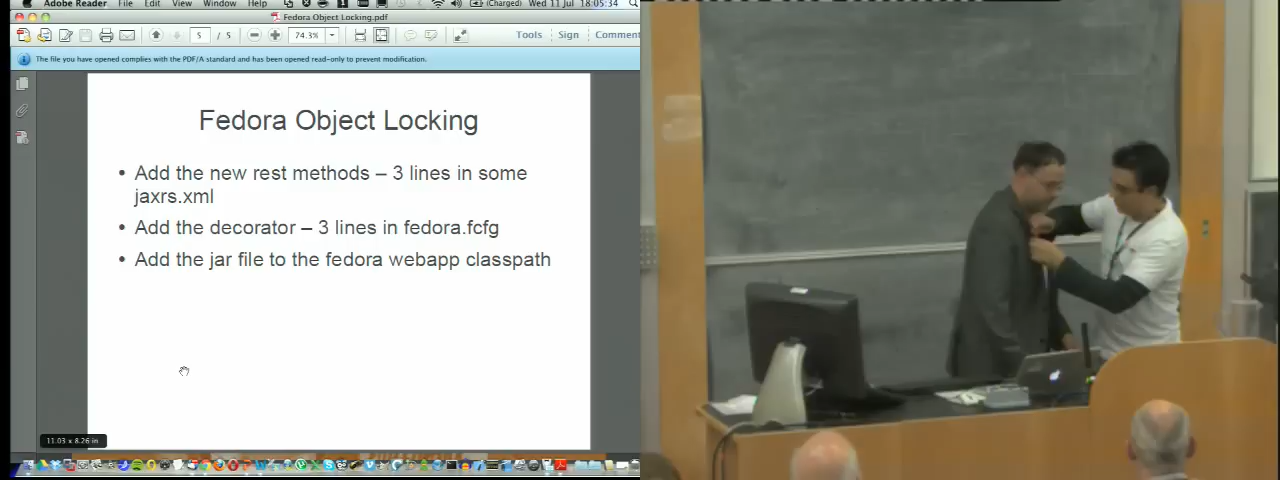 Adobe Reader File Edit View Window Help (Charged) Wed 11 Jul 18:05:34
Fedora Object Locking.pdf
5 / 5 74.3% Tools Sign Comment
The file you have opened complies with the PDF/A standard and has been opened read-only to prevent modification.
Fedora Object Locking
• Add the new rest methods – 3 lines in some
jaxrs.xml
• Add the decorator – 3 lines in fedora.fcfg
• Add the jar file to the fedora webapp classpath
11.03 x 8.26 in